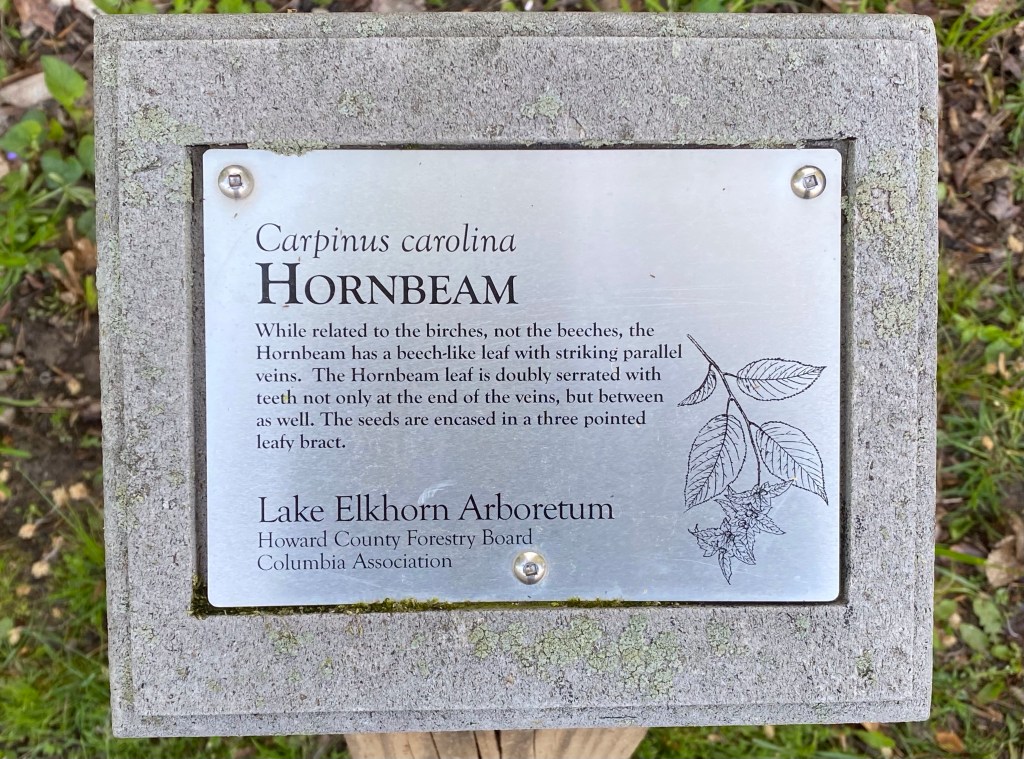 Carpinus carolina
HORNBEAM
While related to the birches, not the beeches, the
Hornbeam has a beech-like leaf with striking parallel
veins. The Hornbeam leaf is doubly serrated with
teeth not only at the end of the veins, but between
as well. The seeds are encased in a three pointed
leafy bract.
Lake Elkhorn Arboretum
Howard County Forestry Board
Columbia Association